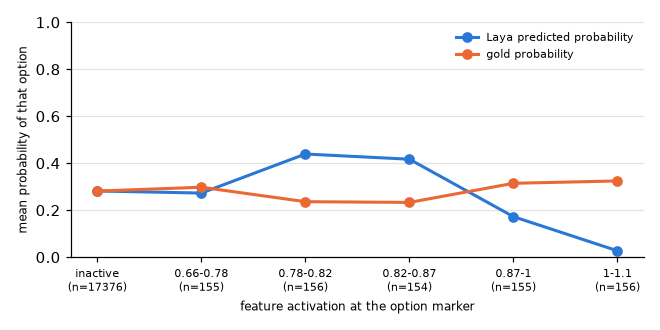 1.0
0.8
0.6
0.4
0.2
0.0
mean probability of that option
Laya predicted probability
gold probability
inactive
(n=17376)
0.66-0.78
(n=155)
0.78-0.82
(n=156)
0.82-0.87
(n=154)
0.87-1
(n=155)
1-1.1
(n=156)
feature activation at the option marker